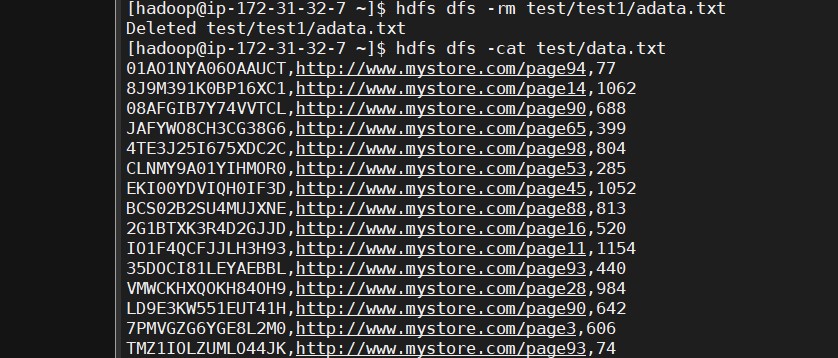 [hadoop@ip-172-31-32-7 ~]$ hdfs dfs -rm test/test1/adata.txt
Deleted test/test1/adata.txt
[hadoop@ip-172-31-32-7 ~]$ hdfs dfs -cat test/data.txt
01A01NYA060AAUCT,http://www.mystore.com/page94,77
8J9M391K0BP16XC1,http://www.mystore.com/page14,1062
08AFGIB7Y74VVTCL,http://www.mystore.com/page90,688
JAFYWO8CH3CG38G6,http://www.mystore.com/page65,399
4TE3J25I675XDC2C,http://www.mystore.com/page98,804
CLNMY9A01YIHMOR0,http://www.mystore.com/page53,285
EKI00YDVIQH0IF3D,http://www.mystore.com/page45,1052
BCS02B2SU4MUJXNE,http://www.mystore.com/page88,813
2G1BTXK3R4D2GJJD,http://www.mystore.com/page16,520
IO1F4QCFJJLH3H93,http://www.mystore.com/page11,1154
35DOCI81LEYAEBBL,http://www.mystore.com/page93,440
VMWCKHXQOKH84OH9,http://www.mystore.com/page28,984
LD9E3KW551EUT41H,http://www.mystore.com/page90,642
7PMVGZG6YGE8L2M0,http://www.mystore.com/page3,606
TMZ1IOLZUMLO44JK,http://www.mystore.com/page93,74